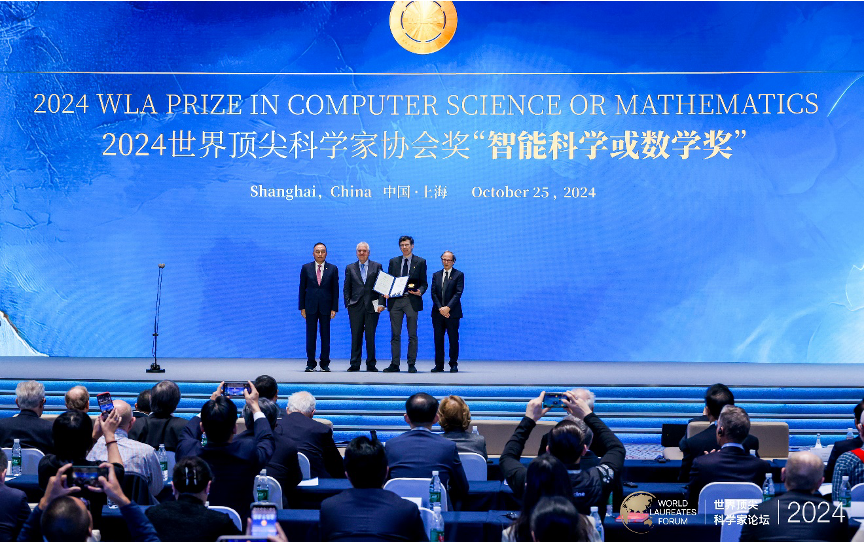 2024 WLA PRIZE IN COMPUTER SCIENCE OR MATHEMATICS
2024世界顶尖科学家协会奖“智能科学或数学奖”
Shanghai, China 中国·上海 October 25, 2024
WORLD
LAUREATES
FORUM
世界顶尖
科学家论坛
2024